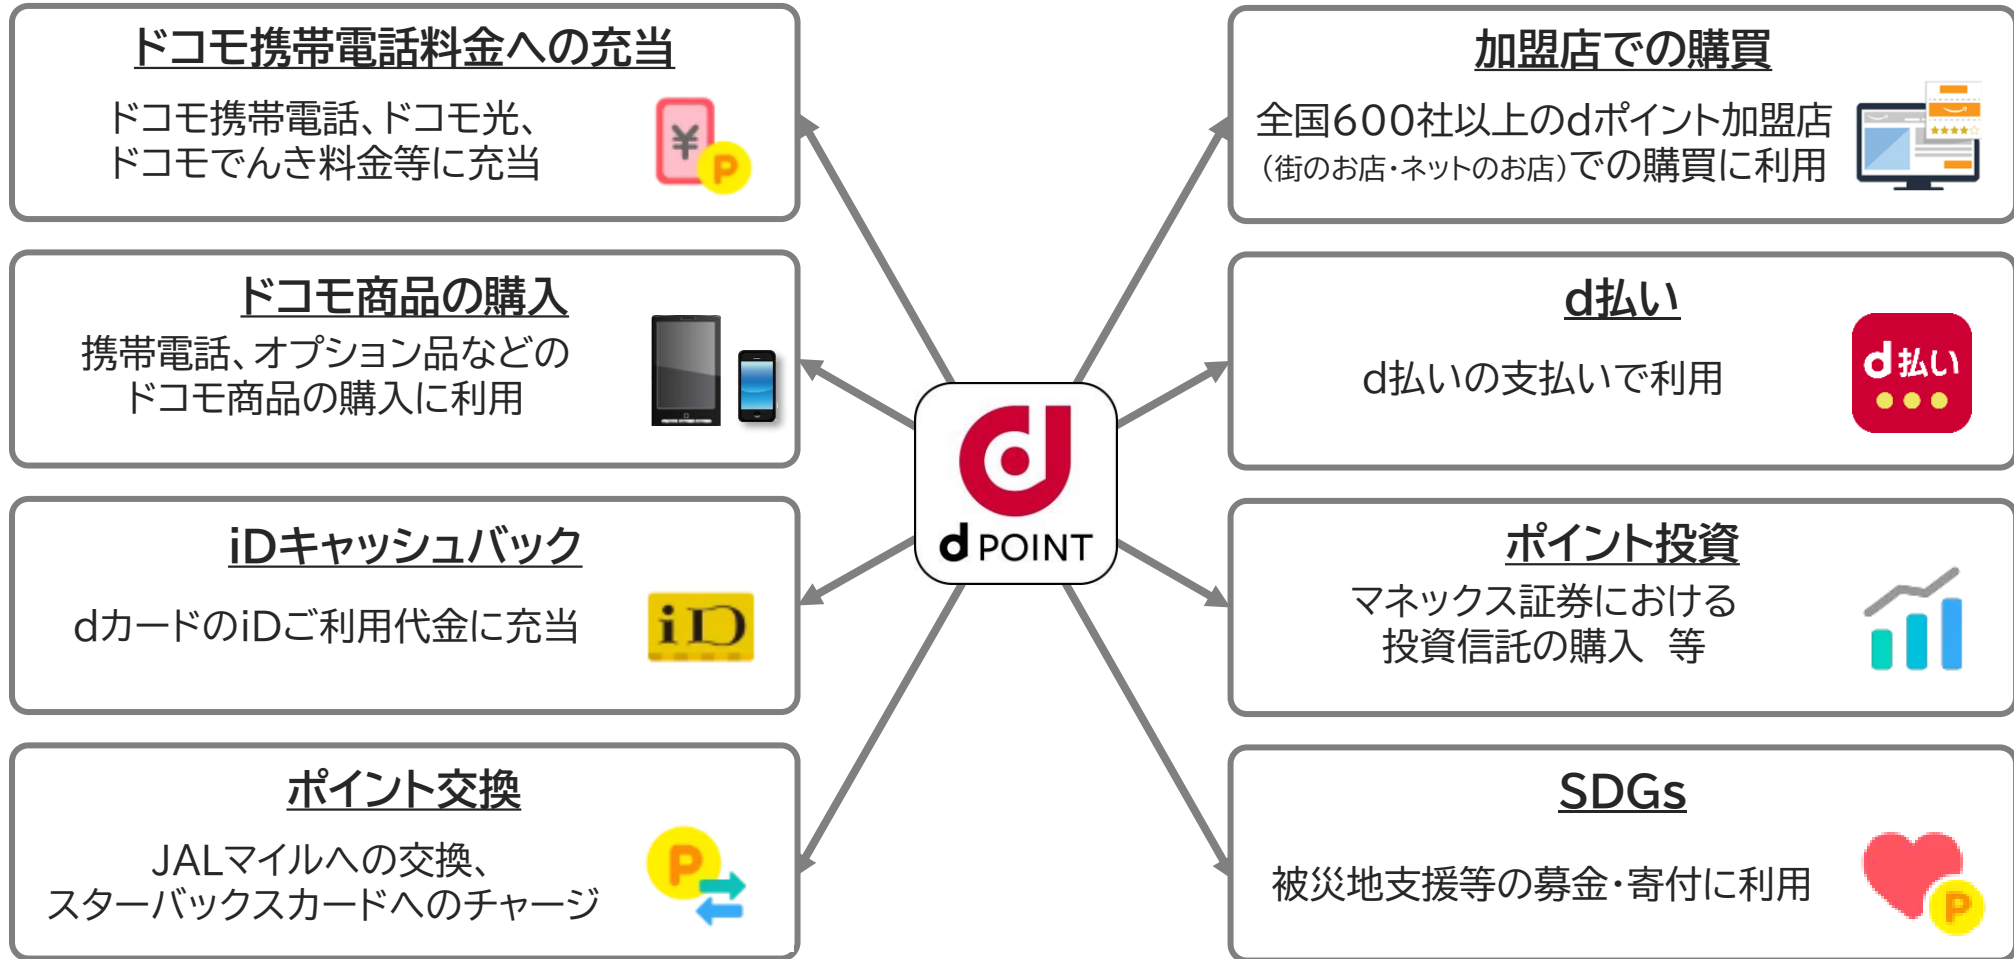 ドコモ携帯電話料金への充当
ドコモ携帯電話、ドコモ光、
ドコモでんき料金等に充当
¥
P
ドコモ商品の購入
携帯電話、オプション品などの
ドコモ商品の購入に利用
iDキャッシュバック
dカードのiDご利用代金に充当
iD
ポイント交換
JALマイルへの交換、
スターバックスカードへのチャージ
P
d POINT
加盟店での購買
全国600社以上のdポイント加盟店
（街のお店・ネットのお店）での購買に利用
d払い
d払いの支払いで利用
d払い
ポイント投資
マネックス証券における
投資信託の購入　等
SDGs
被災地支援等の募金・寄付に利用
P